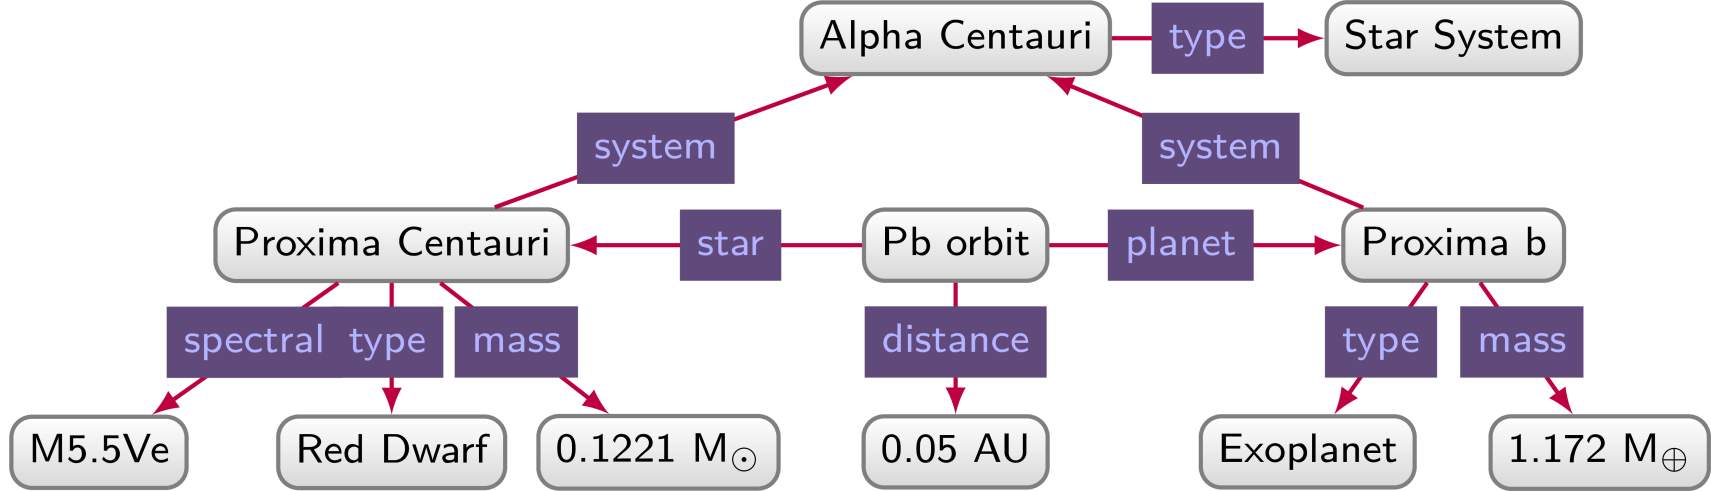 Alpha Centauri type Star System
system system
Proxima Centauri star Pb orbit planet Proxima b
spectral type mass distance type mass
M5.5Ve Red Dwarf 0.1221 M☉ 0.05 AU Exoplanet 1.172 M⊕